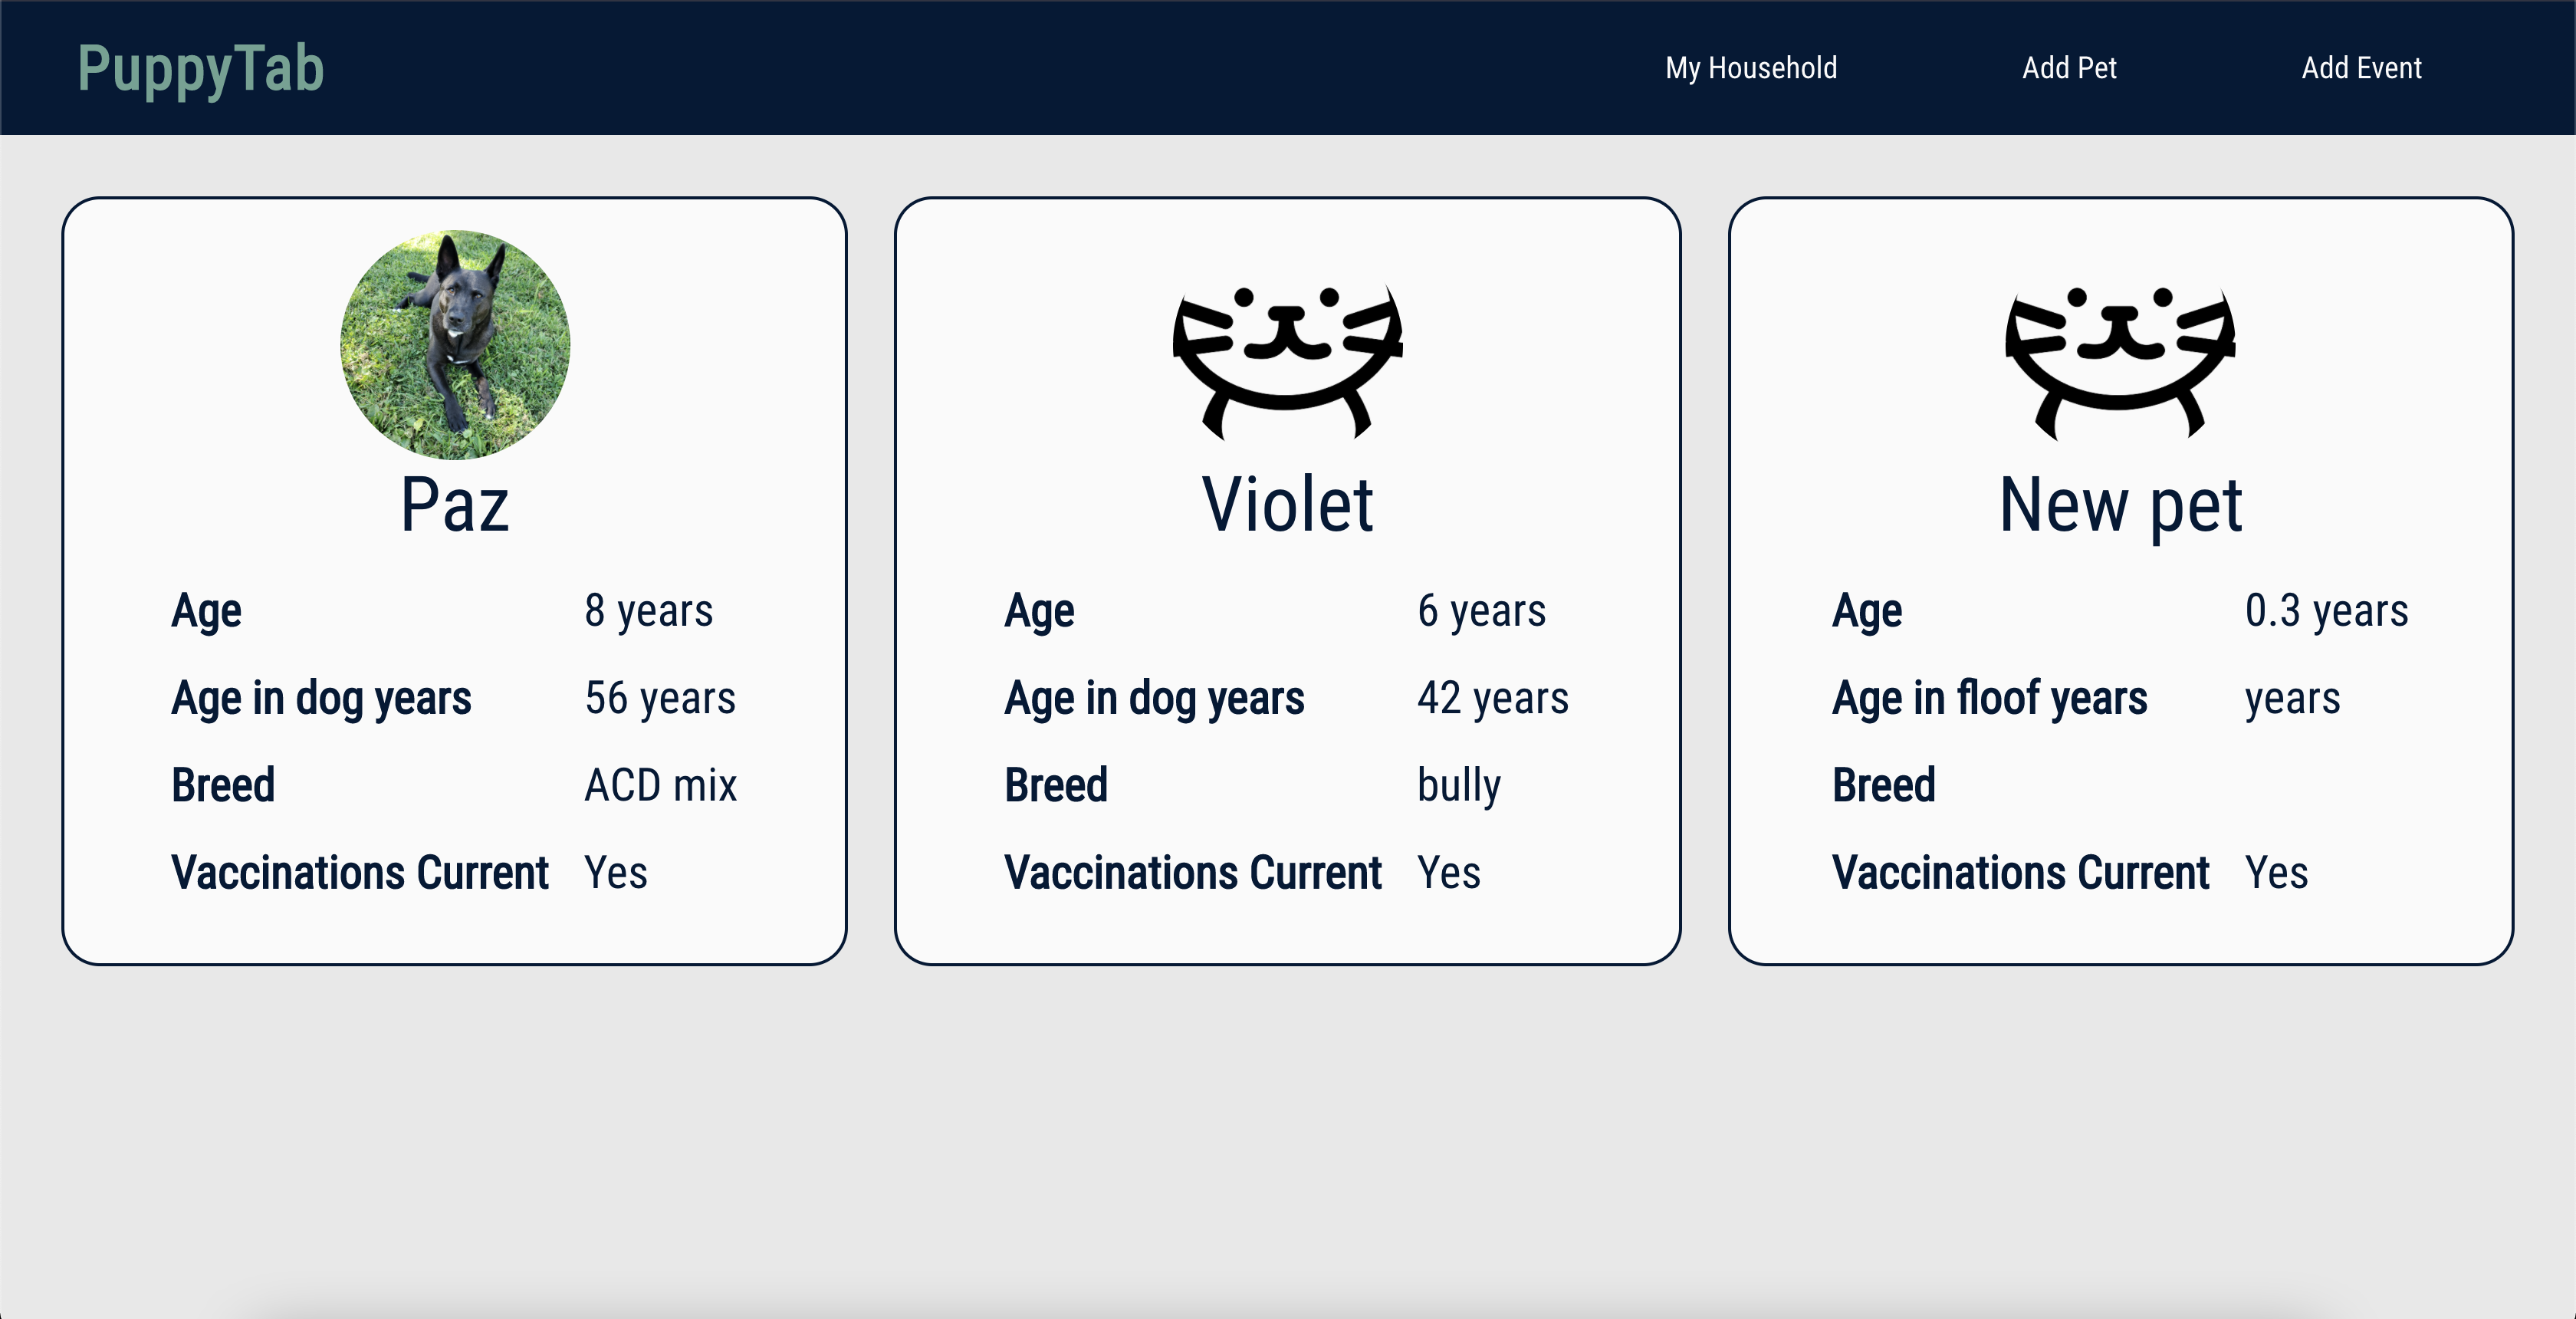 PuppyTab
My Household Add Pet Add Event
Paz
Age 8 years
Age in dog years 56 years
Breed ACD mix
Vaccinations Current Yes
Violet
Age 6 years
Age in dog years 42 years
Breed bully
Vaccinations Current Yes
New pet
Age 0.3 years
Age in floof years years
Breed
Vaccinations Current Yes